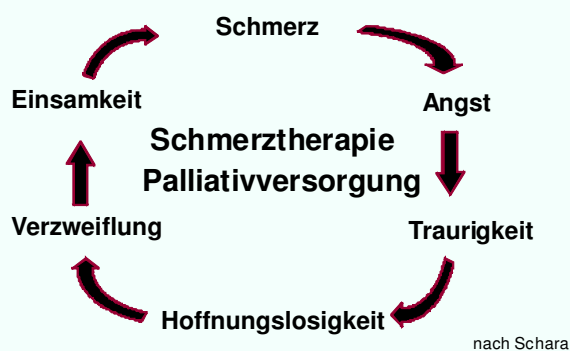 Schmerz
Einsamkeit
Angst
Schmerztherapie
Palliativversorgung
Verzweiflung
Traurigkeit
Hoffnungslosigkeit
nach Schara